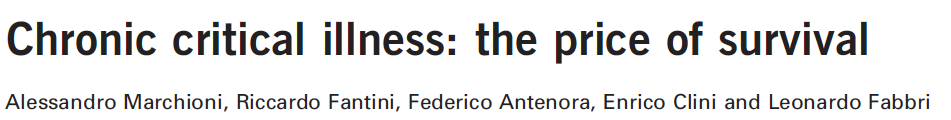 Chronic critical illness: the price of survival
Alessandro Marchioni, Riccardo Fantini, Federico Antenora, Enrico Clini and Leonardo Fabbri